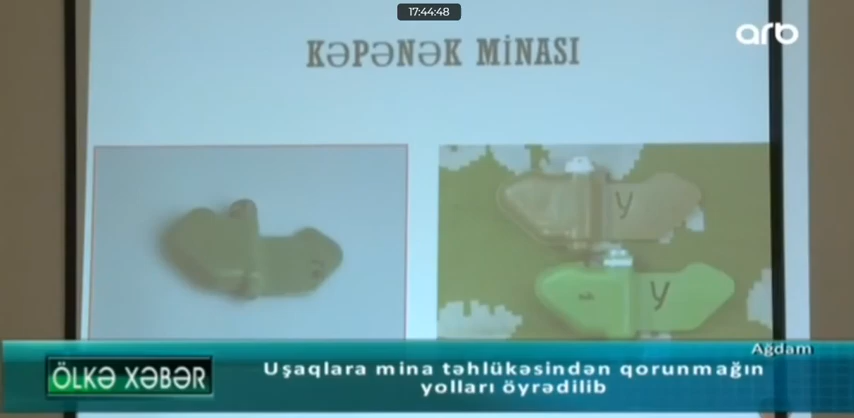 17:44:48
arb
KƏPƏNƏK MİNASI
y
y
Ağdam
ÖLKƏ XƏBƏR
Uşaqlara mina təhlükəsindən qorunmağın
yolları öyrədilib